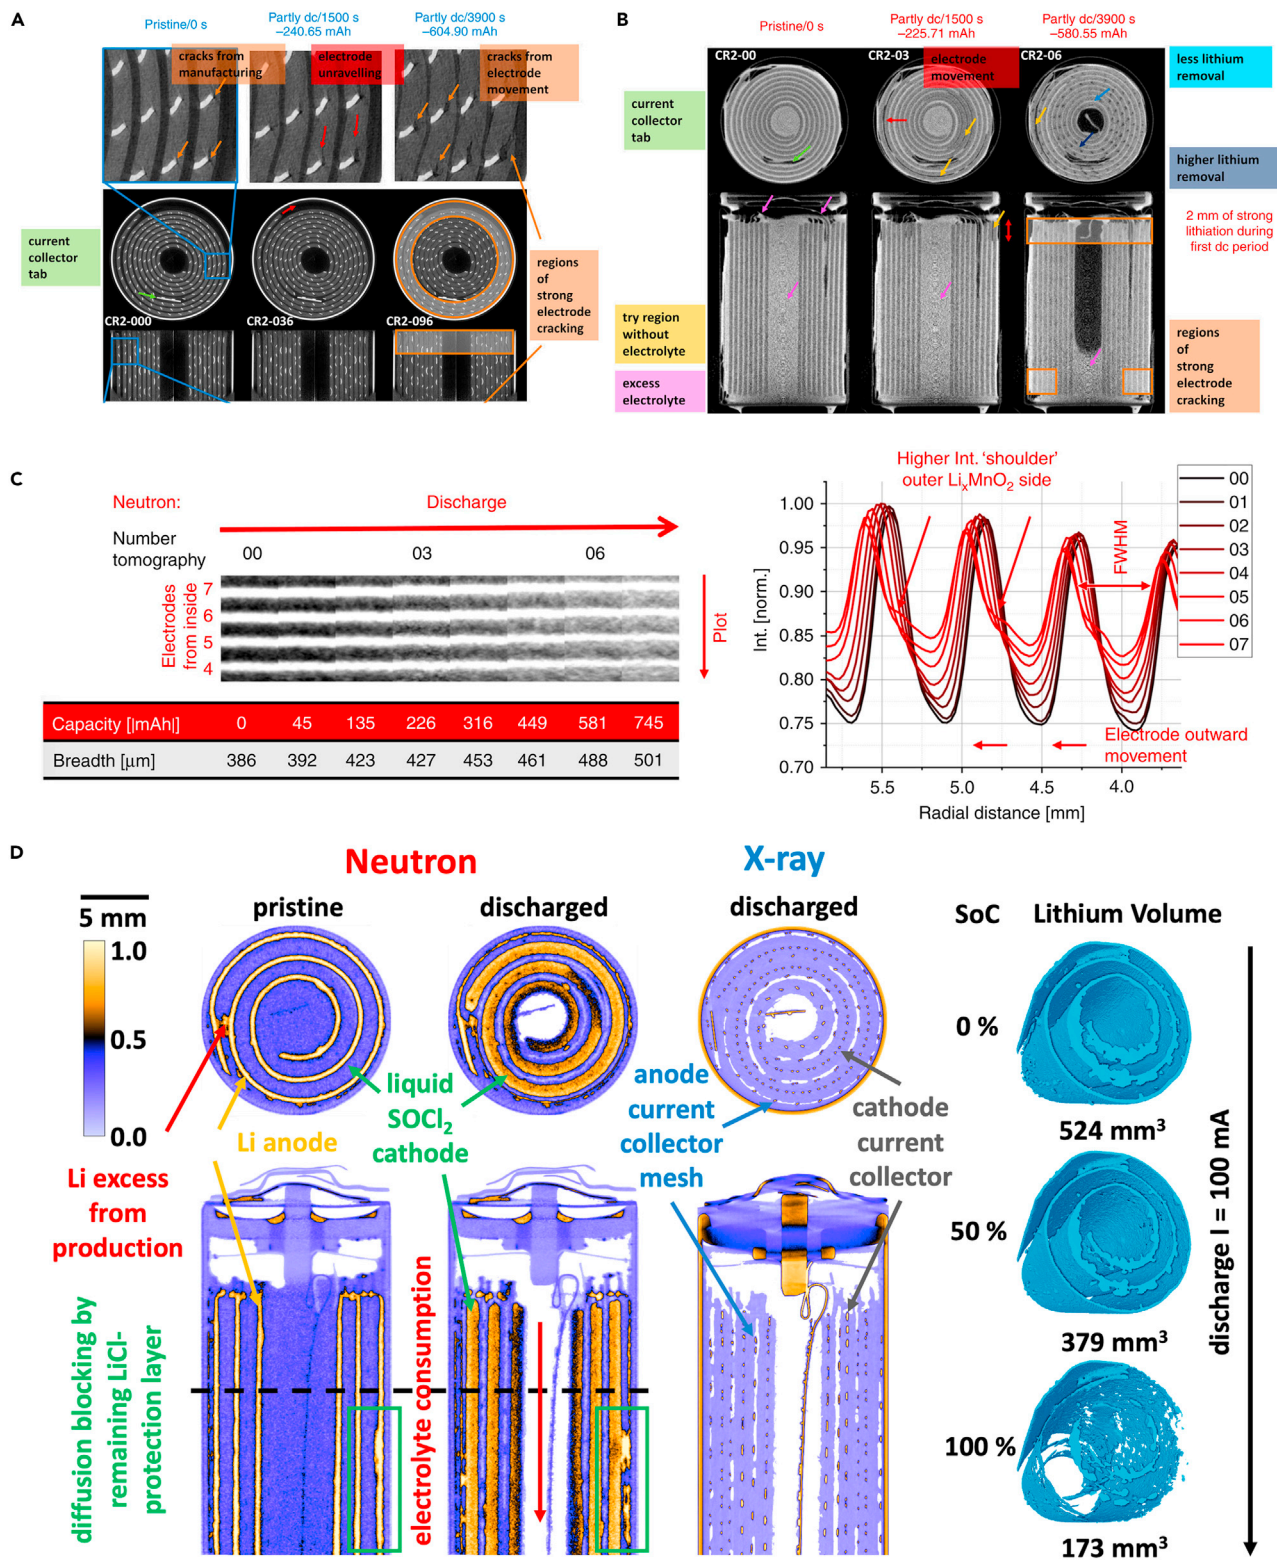 A
Pristine/0 s
Partly dc/1500 s
–240.65 mAh
Partly dc/3900 s
–604.90 mAh
cracks from
manufacturing
electrode
unravelling
cracks from
electrode
movement
current
collector
tab
regions
of
strong
electrode
cracking
CR2-000
CR2-036
CR2-096
B
Pristine/0 s
Partly dc/1500 s
–225.71 mAh
Partly dc/3900 s
–580.55 mAh
CR2-00
CR2-03
CR2-06
electrode
movement
less lithium
removal
current
collector
tab
higher lithium
removal
2 mm of strong
lithiation during
first dc period
try region
without
electrolyte
excess
electrolyte
regions
of
strong
electrode
cracking
C
Neutron:
Discharge
Number
tomography
00
03
06
Electrodes
from inside
7
6
5
4
Plot
Capacity [|mAh|] 0 45 135 226 316 449 581 745
Breadth [μm] 386 392 423 427 453 461 488 501
Higher Int. ‘shoulder’
outer LixMnO2 side
1.00
0.95
0.90
0.85
0.80
0.75
0.70
Int. [norm.]
FWHM
00
01
02
03
04
05
06
07
Electrode outward
movement
5.5
5.0
4.5
4.0
Radial distance [mm]
D
Neutron
X-ray
5 mm
pristine
discharged
discharged
SoC
Lithium Volume
1.0
0.5
0.0
liquid
SOCl2
cathode
Li anode
Li excess
from
production
anode
current
collector
mesh
cathode
current
collector
0 %
524 mm3
50 %
379 mm3
100 %
173 mm3
discharge I = 100 mA
diffusion blocking by
remaining LiCl-
protection layer
electrolyte consumption